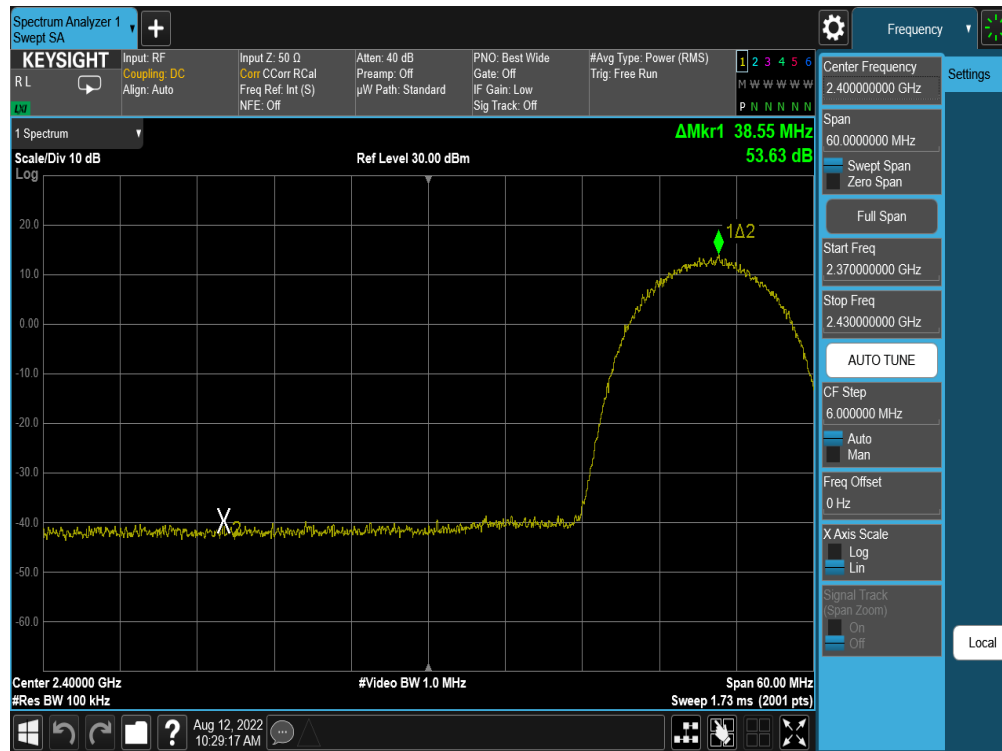 Spectrum Analyzer 1
Swept SA
Frequency
KEYSIGHT
R L
LXI
Input: RF
Coupling: DC
Align: Auto
Input Z: 50 Ω
Corr CCorr RCal
Freq Ref: Int (S)
NFE: Off
Atten: 40 dB
Preamp: Off
µW Path: Standard
PNO: Best Wide
Gate: Off
IF Gain: Low
Sig Track: Off
#Avg Type: Power (RMS)
Trig: Free Run
1 2 3 4 5 6
M W W W W W
P N N N N N
1 Spectrum
Scale/Div 10 dB
Log
Ref Level 30.00 dBm
ΔMkr1 38.55 MHz
53.63 dB
1Δ2
20.0
10.0
0.00
-10.0
-20.0
-30.0
-40.0
-50.0
-60.0
X2
Center 2.40000 GHz
#Res BW 100 kHz
#Video BW 1.0 MHz
Span 60.00 MHz
Sweep 1.73 ms (2001 pts)
Center Frequency
2.400000000 GHz
Settings
Span
60.0000000 MHz
Swept Span
Zero Span
Full Span
Start Freq
2.370000000 GHz
Stop Freq
2.430000000 GHz
AUTO TUNE
CF Step
6.000000 MHz
Auto
Man
Freq Offset
0 Hz
X Axis Scale
Log
Lin
Signal Track
(Span Zoom)
On
Off
Local
?
Aug 12, 2022
10:29:17 AM